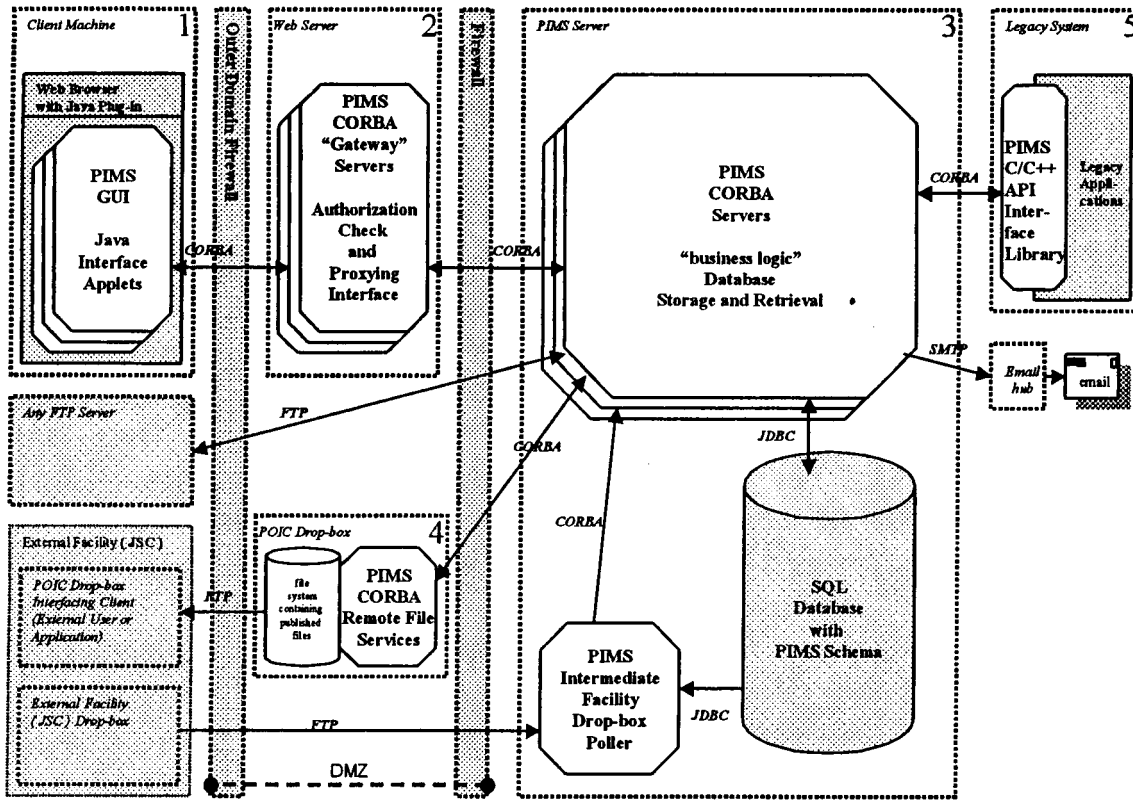 Client Machine
1
Web Browser
with Java Plug-in
PIMS
GUI
Java
Interface
Applets
CORBA
Outer Domain Firewall
Web Server
2
PIMS
CORBA
“Gateway”
Servers
Authorization
Check
and
Proxying
Interface
CORBA
Firewall
PIMS Server
3
PIMS
CORBA
Servers
“business logic”
Database
Storage and Retrieval
CORBA
Legacy System
5
PIMS
C/C++
API
Inter-
face
Library
Legacy
Appli-
cations
SMTP
Email
hub
email
Any FTP Server
FTP
CORBA
JDBC
CORBA
External Facility (JSC)
POIC Drop-box
Interfacing Client
(External User or
Application)
FTP
POIC Drop-box
4
file
system
containing
published
files
PIMS
CORBA
Remote File
Services
External Facility
(JSC) Drop-box
FTP
PIMS
Intermediate
Facility
Drop-box
Poller
JDBC
SQL
Database
with
PIMS Schema
DMZ